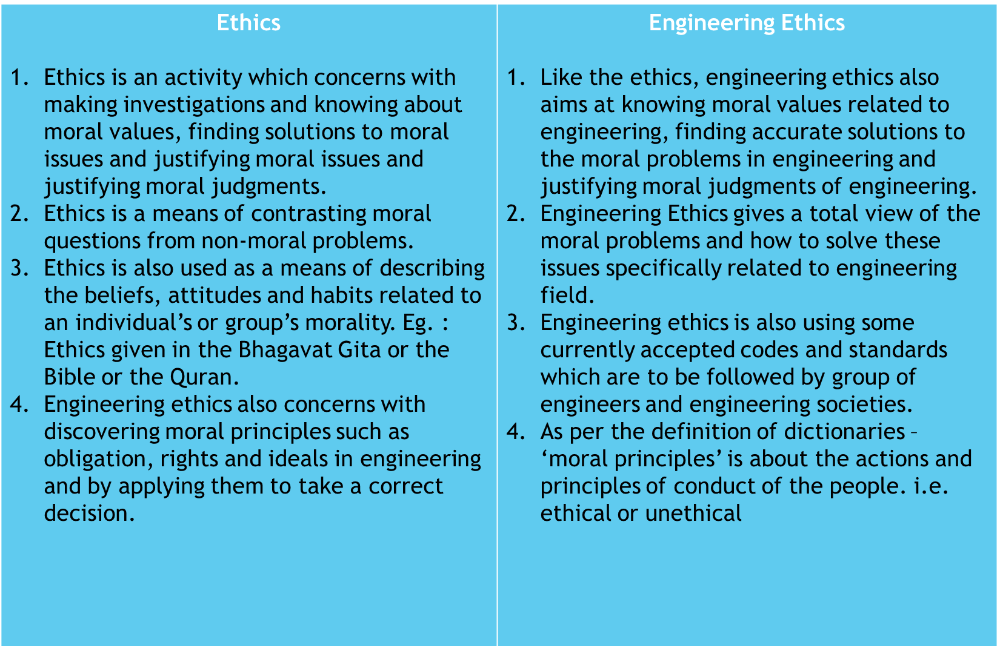 Ethics
1. Ethics is an activity which concerns with
making investigations and knowing about
moral values, finding solutions to moral
issues and justifying moral issues and
justifying moral judgments.
2. Ethics is a means of contrasting moral
questions from non-moral problems.
3. Ethics is also used as a means of describing
the beliefs, attitudes and habits related to
an individual’s or group’s morality. Eg. :
Ethics given in the Bhagavat Gita or the
Bible or the Quran.
4. Engineering ethics also concerns with
discovering moral principles such as
obligation, rights and ideals in engineering
and by applying them to take a correct
decision.
Engineering Ethics
1. Like the ethics, engineering ethics also
aims at knowing moral values related to
engineering, finding accurate solutions to
the moral problems in engineering and
justifying moral judgments of engineering.
2. Engineering Ethics gives a total view of the
moral problems and how to solve these
issues specifically related to engineering
field.
3. Engineering ethics is also using some
currently accepted codes and standards
which are to be followed by group of
engineers and engineering societies.
4. As per the definition of dictionaries –
‘moral principles’ is about the actions and
principles of conduct of the people. i.e.
ethical or unethical